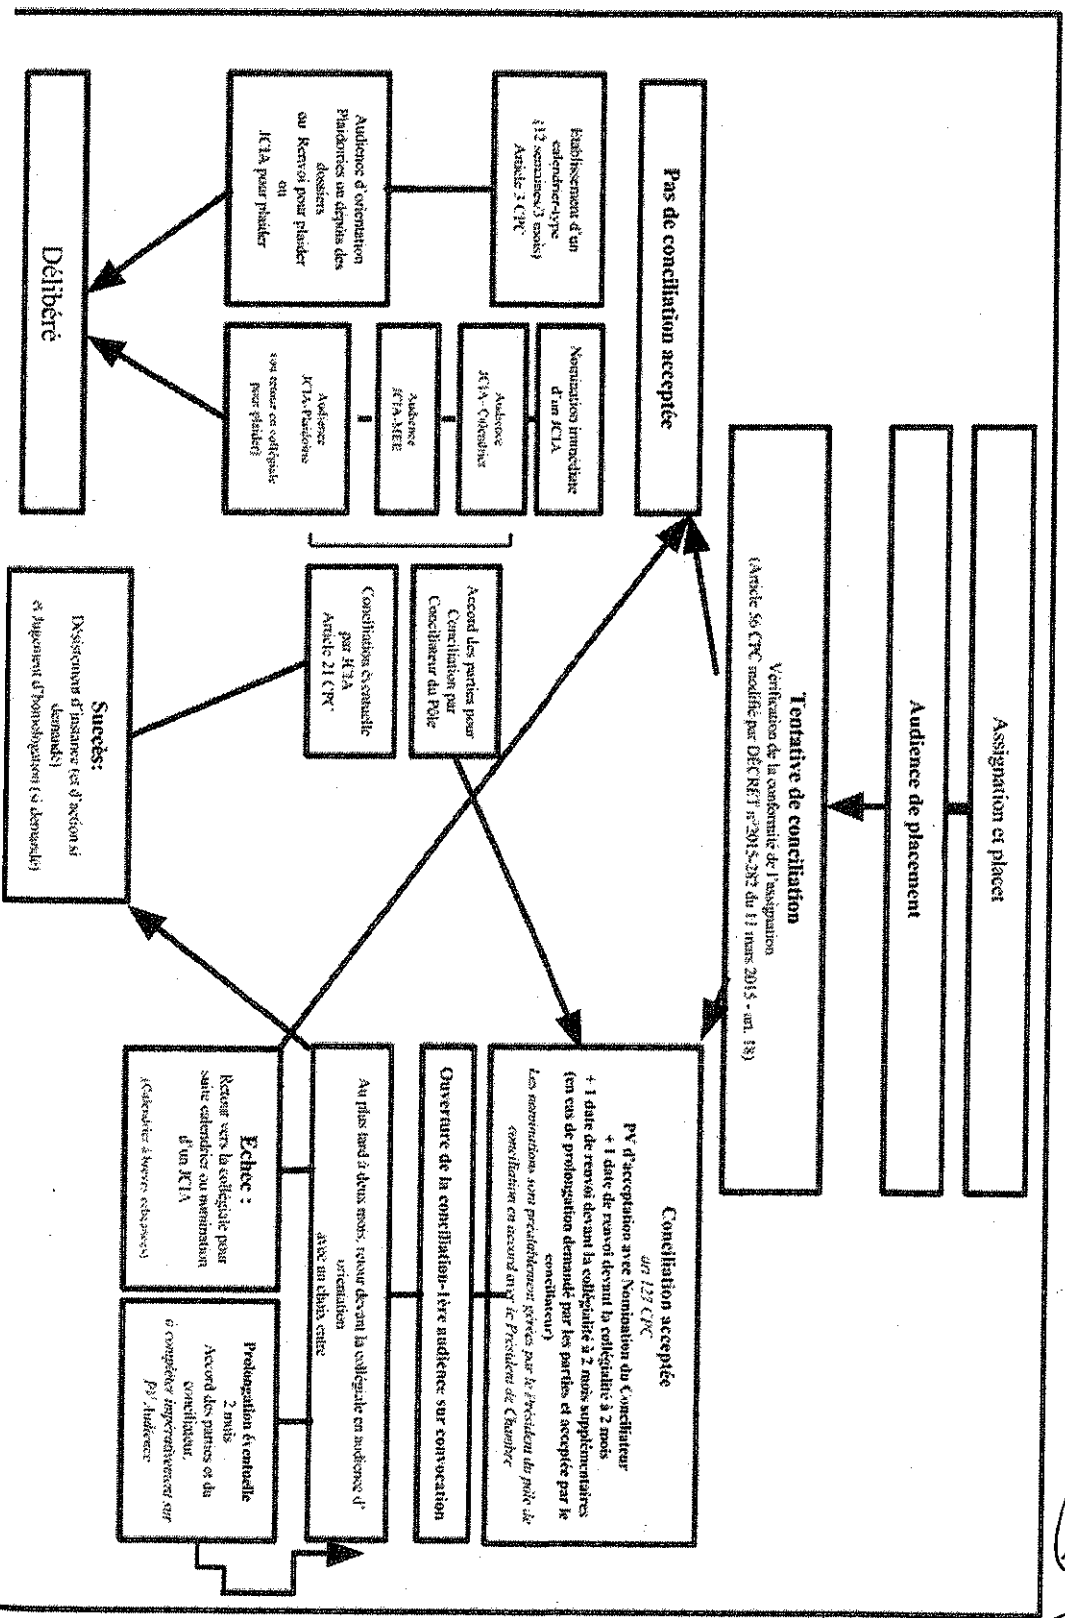 Assignation et placet
Audience de placement
Tentative de conciliation
Vérification de la conformité de l'assignation
(Article 56 CPC modifié par DÉCRET n°2015-282 du 11 mars 2015 - art. 18)
Pas de conciliation acceptée
Etablissement d'un
calendrier-type
(12 semaines/3 mois)
Article 3 CPC
Audience d'orientation
Plaidoiries ou dépôts des
dossiers
ou Renvoi pour plaider
ou
JCIA pour plaider
Nomination immédiate
d'un JCIA
Audience
JCIA-Calendrier
Audience
JCIA-MEE
Audience
JCIA-Plaidoirie
(ou retour en collégiale
pour plaider)
Délibéré
Accord des parties pour
Conciliation par
Conciliateur du Pôle
Conciliation éventuelle
par JCIA
Article 21 CPC
Succès:
Désistement d'instance (et d'action si
demandé)
et Jugement d'homologation (si demandé)
Conciliation acceptée
art 127 CPC
PV d'acceptation avec Nomination du Conciliateur
+ 1 date de renvoi devant la collégialité à 2 mois
+ 1 date de renvoi devant la collégialité à 2 mois supplémentaires
(en cas de prolongation demandée par les parties et acceptée par le
conciliateur)
Les nominations sont préalablement gérées par le Président du pôle de
conciliation en accord avec le Président de Chambre
Ouverture de la conciliation-1ère audience sur convocation
Au plus tard à deux mois, retour devant la collégiale en audience d'
orientation
avec un choix entre
Echec :
Retour vers la collégiale pour
suite calendrier ou nomination
d'un JCIA
(Calendrier à brèves échéances)
Prolongation éventuelle
2 mois
Accord des parties et du
conciliateur,
à compléter impérativement sur
PV Audience